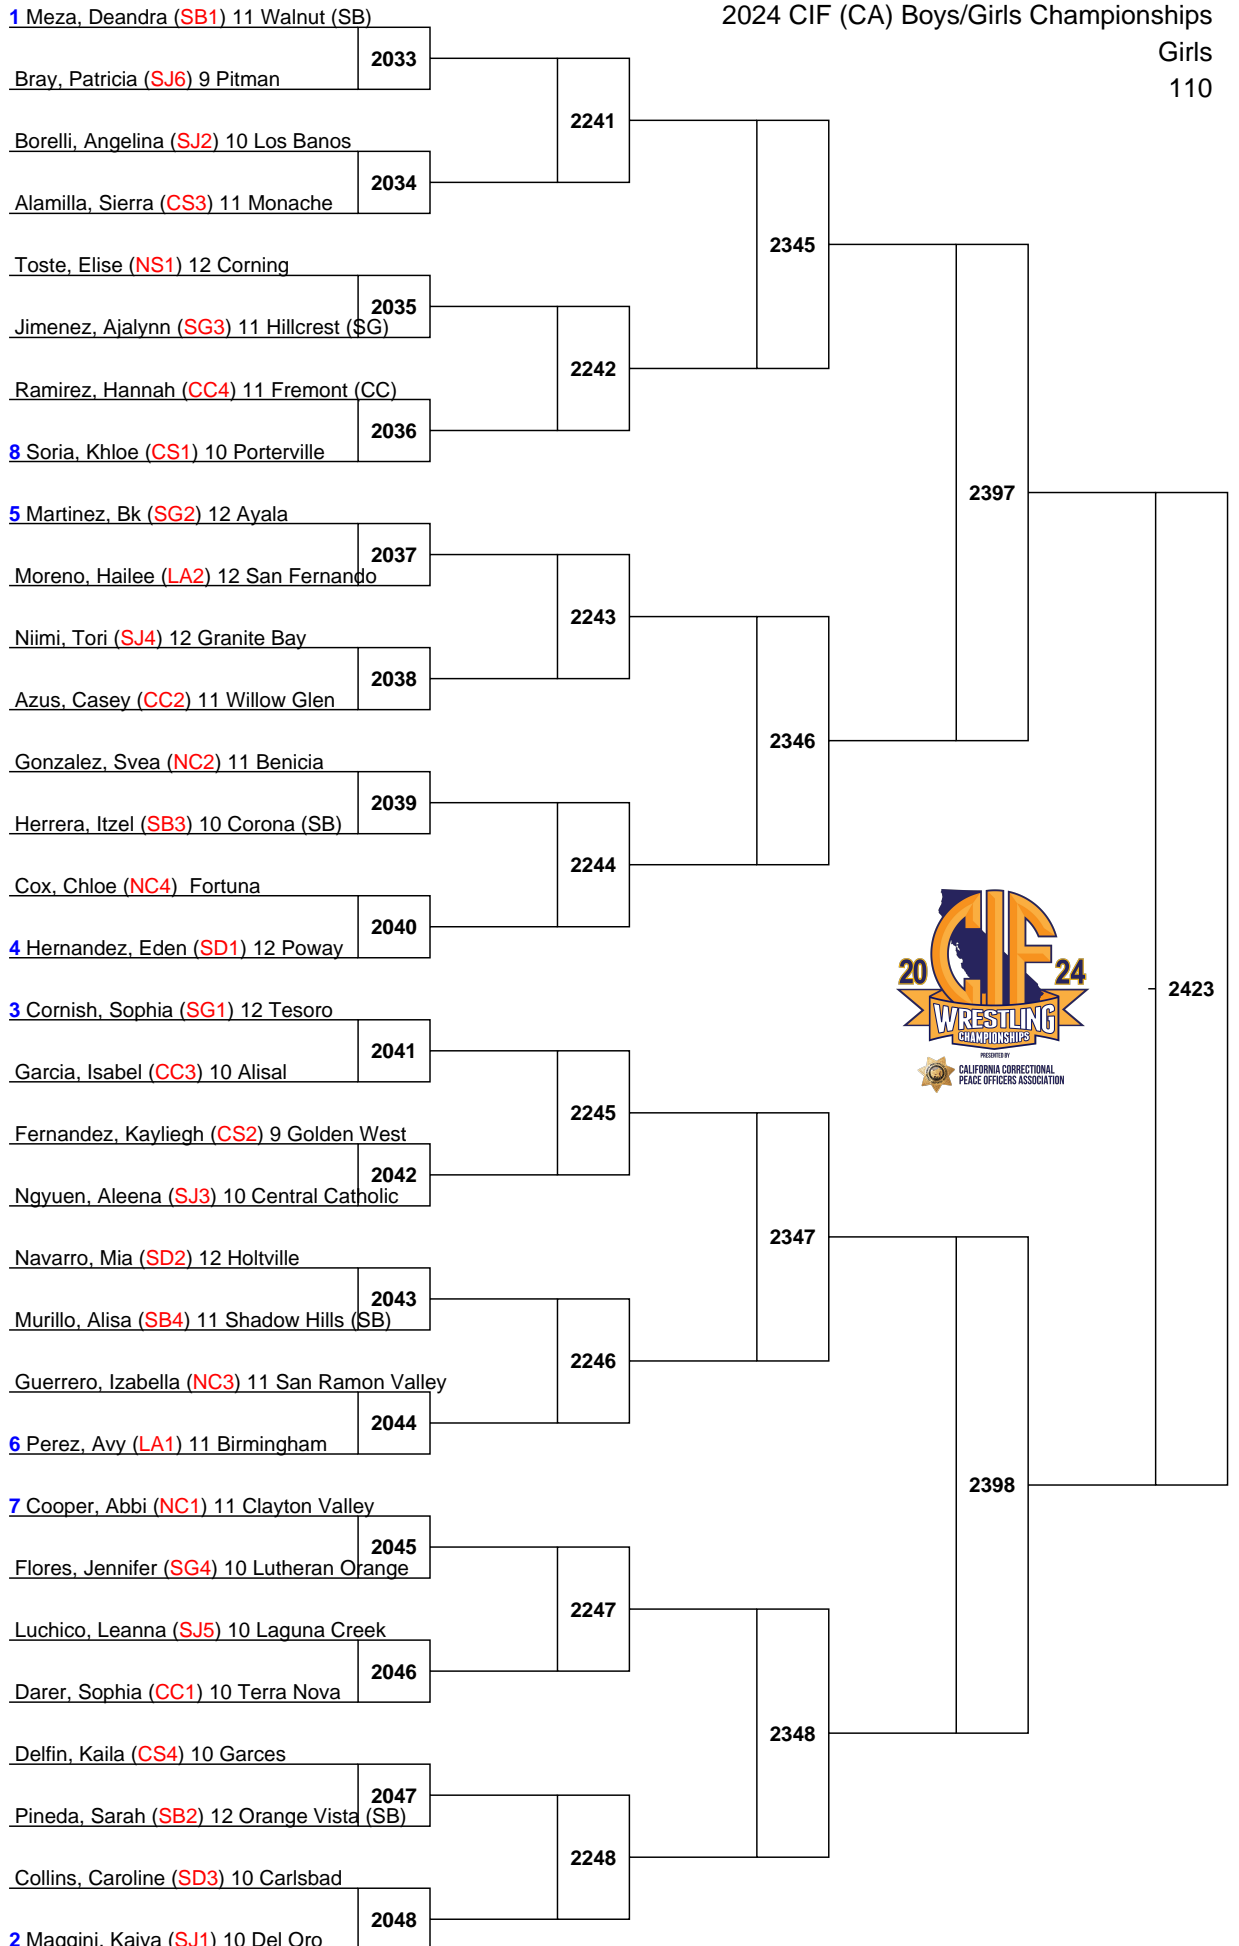 2024 CIF (CA) Boys/Girls Championships
Girls
110
1 Meza, Deandra (SB1) 11 Walnut (SB)
2033
Bray, Patricia (SJ6) 9 Pitman
2241
Borelli, Angelina (SJ2) 10 Los Banos
2034
Alamilla, Sierra (CS3) 11 Monache
2345
Toste, Elise (NS1) 12 Corning
2035
Jimenez, Ajalynn (SG3) 11 Hillcrest (SG)
2242
Ramirez, Hannah (CC4) 11 Fremont (CC)
2036
8 Soria, Khloe (CS1) 10 Porterville
2397
5 Martinez, Bk (SG2) 12 Ayala
2037
Moreno, Hailee (LA2) 12 San Fernando
2243
Niimi, Tori (SJ4) 12 Granite Bay
2038
Azus, Casey (CC2) 11 Willow Glen
2346
Gonzalez, Svea (NC2) 11 Benicia
2039
Herrera, Itzel (SB3) 10 Corona (SB)
2244
Cox, Chloe (NC4) Fortuna
2040
4 Hernandez, Eden (SD1) 12 Poway
CIF
20 24
WRESTLING
CHAMPIONSHIPS
PRESENTED BY
CALIFORNIA CORRECTIONAL
PEACE OFFICERS ASSOCIATION
2423
3 Cornish, Sophia (SG1) 12 Tesoro
2041
Garcia, Isabel (CC3) 10 Alisal
2245
Fernandez, Kayliegh (CS2) 9 Golden West
2042
Ngyuen, Aleena (SJ3) 10 Central Catholic
2347
Navarro, Mia (SD2) 12 Holtville
2043
Murillo, Alisa (SB4) 11 Shadow Hills (SB)
2246
Guerrero, Izabella (NC3) 11 San Ramon Valley
2044
6 Perez, Avy (LA1) 11 Birmingham
2398
7 Cooper, Abbi (NC1) 11 Clayton Valley
2045
Flores, Jennifer (SG4) 10 Lutheran Orange
2247
Luchico, Leanna (SJ5) 10 Laguna Creek
2046
Darer, Sophia (CC1) 10 Terra Nova
2348
Delfin, Kaila (CS4) 10 Garces
2047
Pineda, Sarah (SB2) 12 Orange Vista (SB)
2248
Collins, Caroline (SD3) 10 Carlsbad
2048
2 Maggini, Kaiya (SJ1) 10 Del Oro